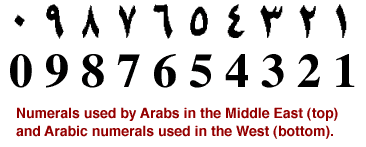 ٠ ٩ ٨ ٧ ٦ ٥ ٤ ٣ ٢ ١
0 9 8 7 6 5 4 3 2 1
Numerals used by Arabs in the Middle East (top)
and Arabic numerals used in the West (bottom).